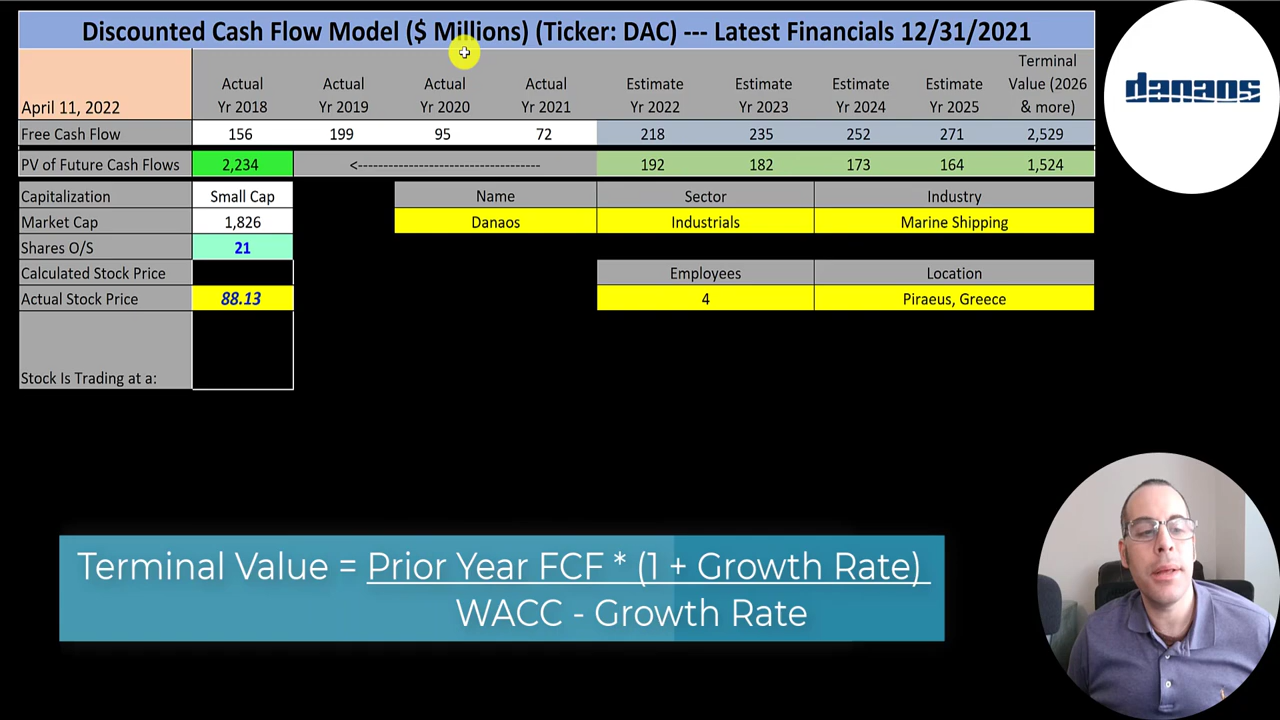 Discounted Cash Flow Model ($ Millions) (Ticker: DAC) --- Latest Financials 12/31/2021
danaos
April 11, 2022
Actual Yr 2018
Actual Yr 2019
Actual Yr 2020
Actual Yr 2021
Estimate Yr 2022
Estimate Yr 2023
Estimate Yr 2024
Estimate Yr 2025
Terminal Value (2026 & more)
Free Cash Flow 156 199 95 72 218 235 252 271 2,529
PV of Future Cash Flows 2,234 <------------------------------------ 192 182 173 164 1,524
Capitalization Small Cap Name Sector Industry
Market Cap 1,826 Danaos Industrials Marine Shipping
Shares O/S 21
Calculated Stock Price Employees Location
Actual Stock Price 88.13 4 Piraeus, Greece
Stock Is Trading at a:
Terminal Value = Prior Year FCF * (1 + Growth Rate)
WACC - Growth Rate